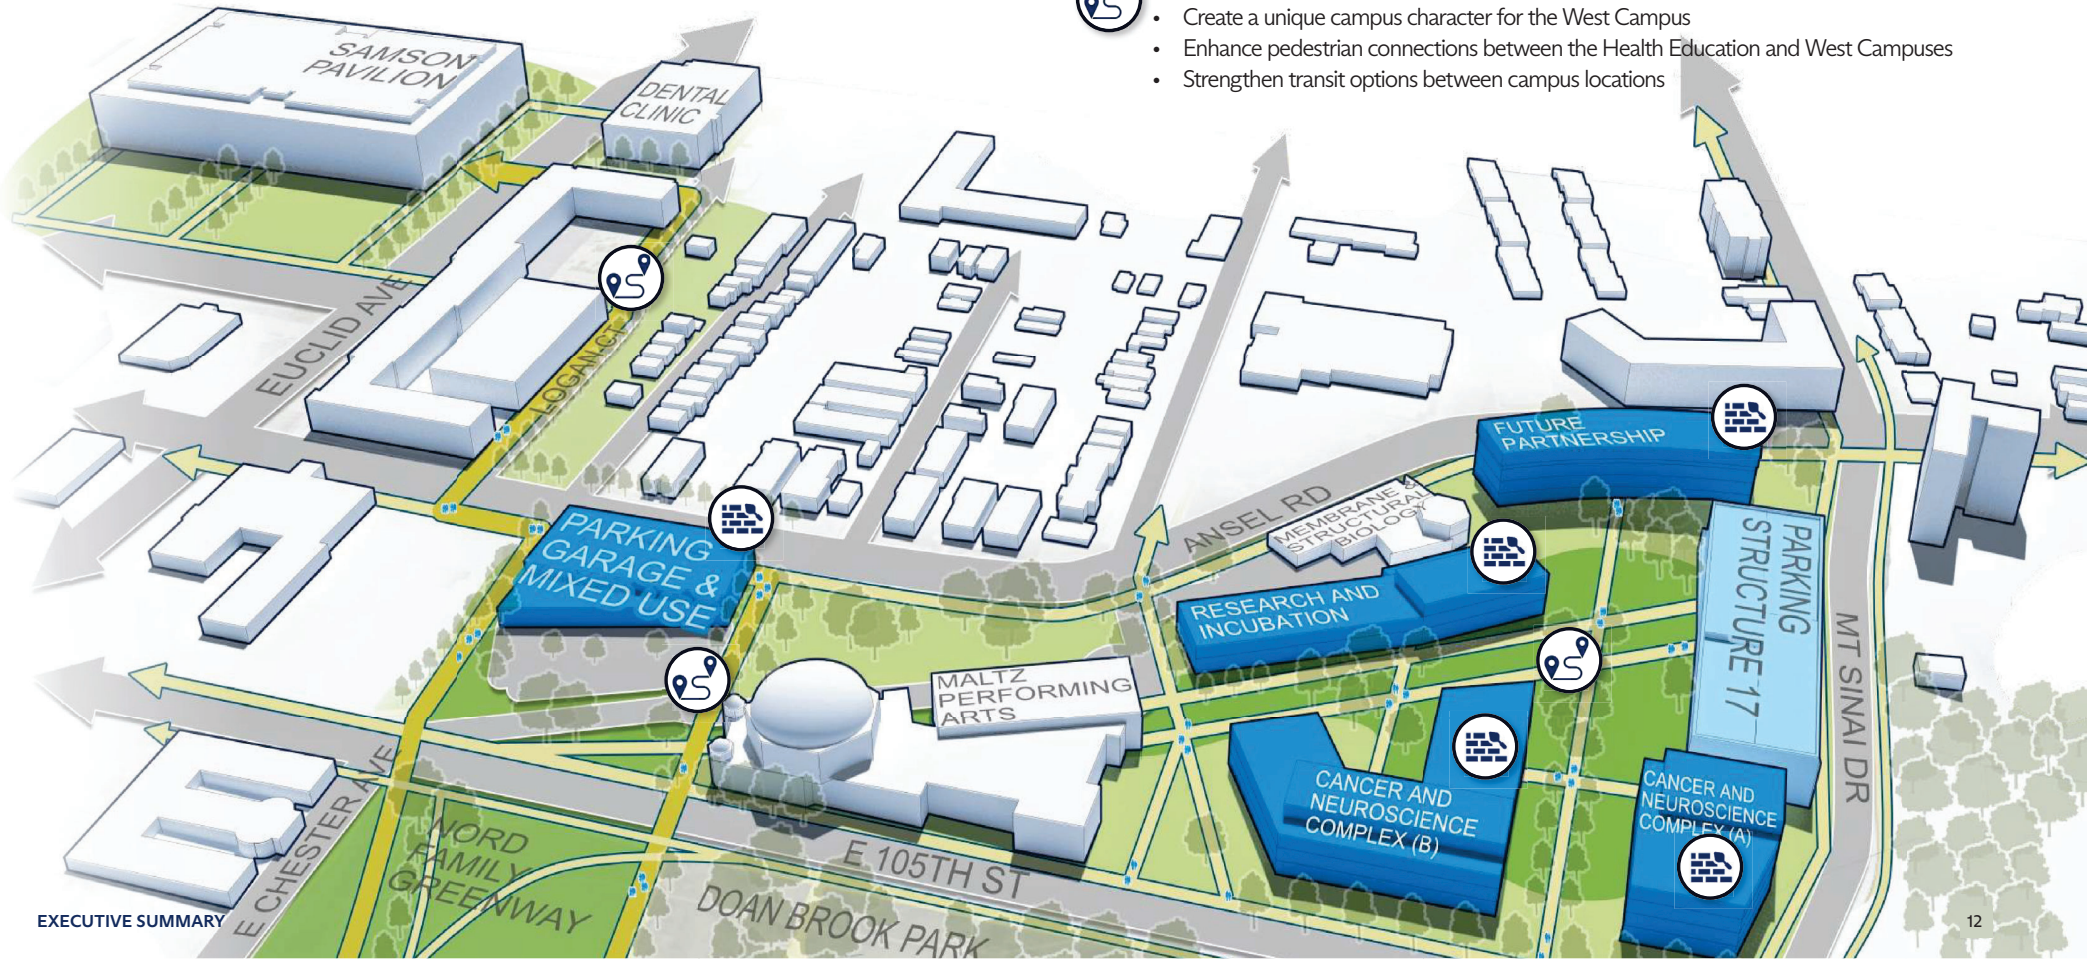 • Create a unique campus character for the West Campus
• Enhance pedestrian connections between the Health Education and West Campuses
• Strengthen transit options between campus locations
SAMSON
PAVILION
DENTAL
CLINIC
EUCLID AVE
LOGAN CT
FUTURE
PARTNERSHIP
ANSEL RD
MEMBRANE &
STRUCTURAL
BIOLOGY
PARKING
GARAGE &
MIXED USE
PARKING
STRUCTURE 17
RESEARCH AND
INCUBATION
MT SINAI DR
MALTZ
PERFORMING
ARTS
CANCER AND
NEUROSCIENCE
COMPLEX (B)
CANCER AND
NEUROSCIENCE
COMPLEX (A)
E CHESTER AVE
NORD
FAMILY
GREENWAY
E 105TH ST
DOAN BROOK PARK
EXECUTIVE SUMMARY
12